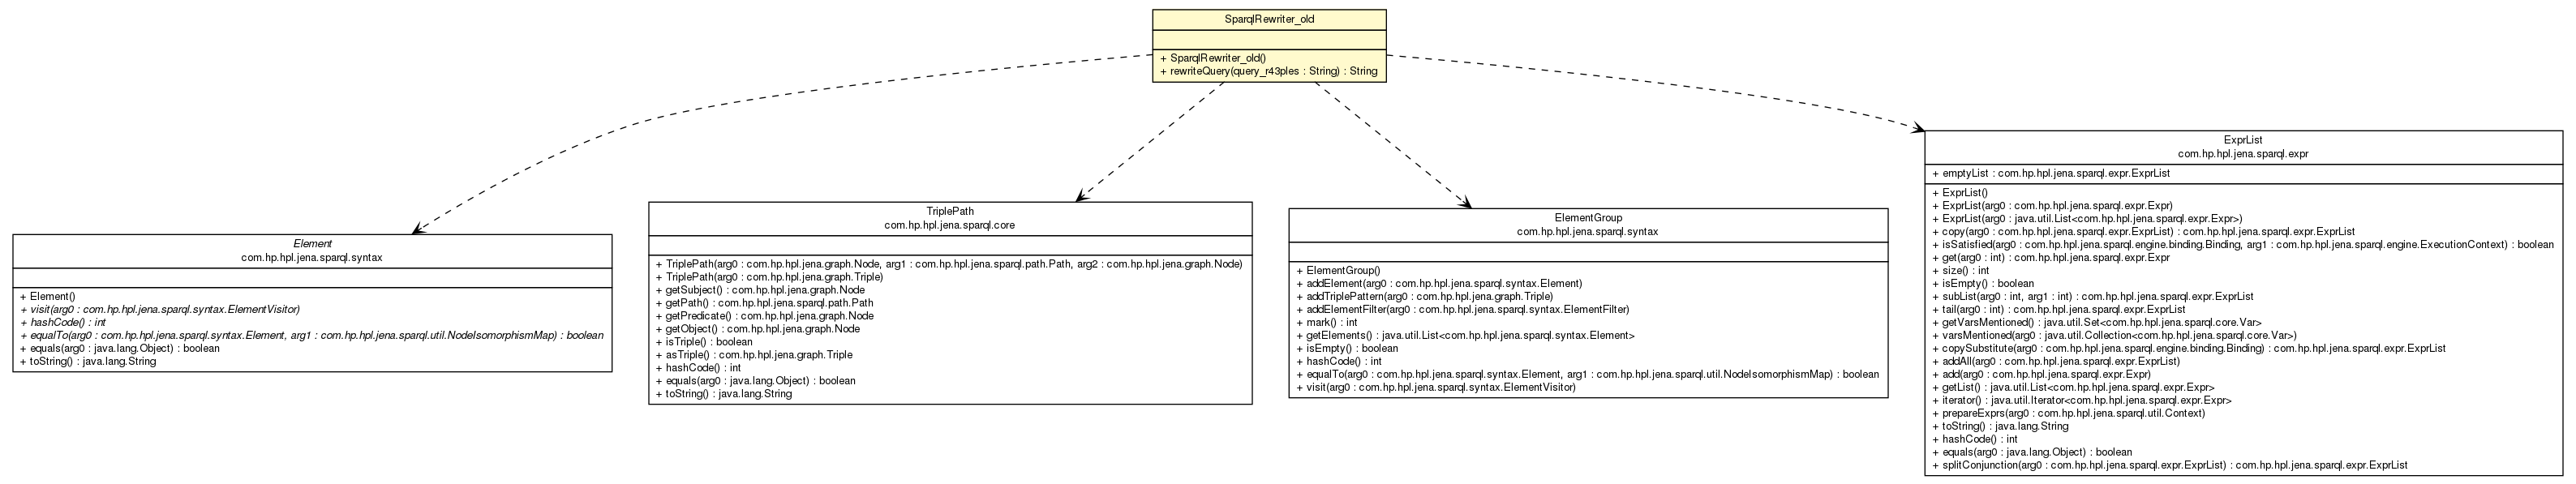 SparqlRewriter_old
+ SparqlRewriter_old()
+ rewriteQuery(query_r43ples : String) : String
Element
com.hp.hpl.jena.sparql.syntax
+ Element()
+ visit(arg0 : com.hp.hpl.jena.sparql.syntax.ElementVisitor)
+ hashCode() : int
+ equalTo(arg0 : com.hp.hpl.jena.sparql.syntax.Element, arg1 : com.hp.hpl.jena.sparql.util.NodeIsomorphismMap) : boolean
+ equals(arg0 : java.lang.Object) : boolean
+ toString() : java.lang.String
TriplePath
com.hp.hpl.jena.sparql.core
+ TriplePath(arg0 : com.hp.hpl.jena.graph.Node, arg1 : com.hp.hpl.jena.sparql.path.Path, arg2 : com.hp.hpl.jena.graph.Node)
+ TriplePath(arg0 : com.hp.hpl.jena.graph.Triple)
+ getSubject() : com.hp.hpl.jena.graph.Node
+ getPath() : com.hp.hpl.jena.sparql.path.Path
+ getPredicate() : com.hp.hpl.jena.graph.Node
+ getObject() : com.hp.hpl.jena.graph.Node
+ isTriple() : boolean
+ asTriple() : com.hp.hpl.jena.graph.Triple
+ hashCode() : int
+ equals(arg0 : java.lang.Object) : boolean
+ toString() : java.lang.String
ElementGroup
com.hp.hpl.jena.sparql.syntax
+ ElementGroup()
+ addElement(arg0 : com.hp.hpl.jena.sparql.syntax.Element)
+ addTriplePattern(arg0 : com.hp.hpl.jena.graph.Triple)
+ addElementFilter(arg0 : com.hp.hpl.jena.sparql.syntax.ElementFilter)
+ mark() : int
+ getElements() : java.util.List<com.hp.hpl.jena.sparql.syntax.Element>
+ isEmpty() : boolean
+ hashCode() : int
+ equalTo(arg0 : com.hp.hpl.jena.sparql.syntax.Element, arg1 : com.hp.hpl.jena.sparql.util.NodeIsomorphismMap) : boolean
+ visit(arg0 : com.hp.hpl.jena.sparql.syntax.ElementVisitor)
ExprList
com.hp.hpl.jena.sparql.expr
+ emptyList : com.hp.hpl.jena.sparql.expr.ExprList
+ ExprList()
+ ExprList(arg0 : com.hp.hpl.jena.sparql.expr.Expr)
+ ExprList(arg0 : java.util.List<com.hp.hpl.jena.sparql.expr.Expr>)
+ copy(arg0 : com.hp.hpl.jena.sparql.expr.ExprList) : com.hp.hpl.jena.sparql.expr.ExprList
+ isSatisfied(arg0 : com.hp.hpl.jena.sparql.engine.binding.Binding, arg1 : com.hp.hpl.jena.sparql.engine.ExecutionContext) : boolean
+ get(arg0 : int) : com.hp.hpl.jena.sparql.expr.Expr
+ size() : int
+ isEmpty() : boolean
+ subList(arg0 : int, arg1 : int) : com.hp.hpl.jena.sparql.expr.ExprList
+ tail(arg0 : int) : com.hp.hpl.jena.sparql.expr.ExprList
+ getVarsMentioned() : java.util.Set<com.hp.hpl.jena.sparql.core.Var>
+ varsMentioned(arg0 : java.util.Collection<com.hp.hpl.jena.sparql.core.Var>)
+ copySubstitute(arg0 : com.hp.hpl.jena.sparql.engine.binding.Binding) : com.hp.hpl.jena.sparql.expr.ExprList
+ addAll(arg0 : com.hp.hpl.jena.sparql.expr.ExprList)
+ add(arg0 : com.hp.hpl.jena.sparql.expr.Expr)
+ getList() : java.util.List<com.hp.hpl.jena.sparql.expr.Expr>
+ iterator() : java.util.Iterator<com.hp.hpl.jena.sparql.expr.Expr>
+ prepareExprs(arg0 : com.hp.hpl.jena.sparql.util.Context)
+ toString() : java.lang.String
+ hashCode() : int
+ equals(arg0 : java.lang.Object) : boolean
+ splitConjunction(arg0 : com.hp.hpl.jena.sparql.expr.ExprList) : com.hp.hpl.jena.sparql.expr.ExprList